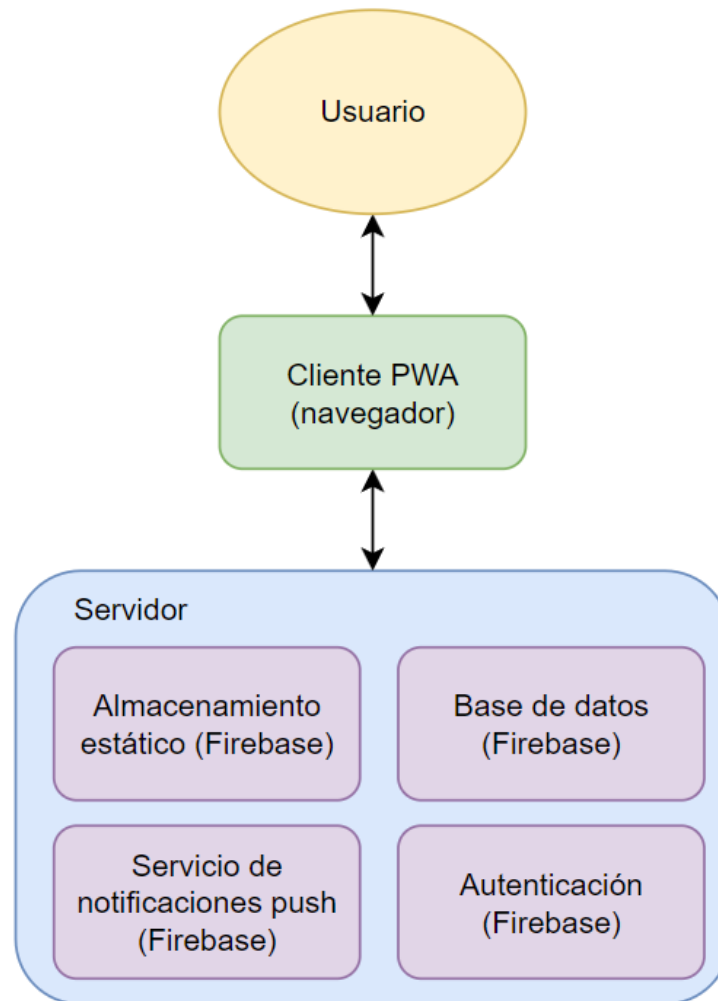 Usuario
Cliente PWA
(navegador)
Servidor
Almacenamiento
estático (Firebase)
Base de datos
(Firebase)
Servicio de
notificaciones push
(Firebase)
Autenticación
(Firebase)